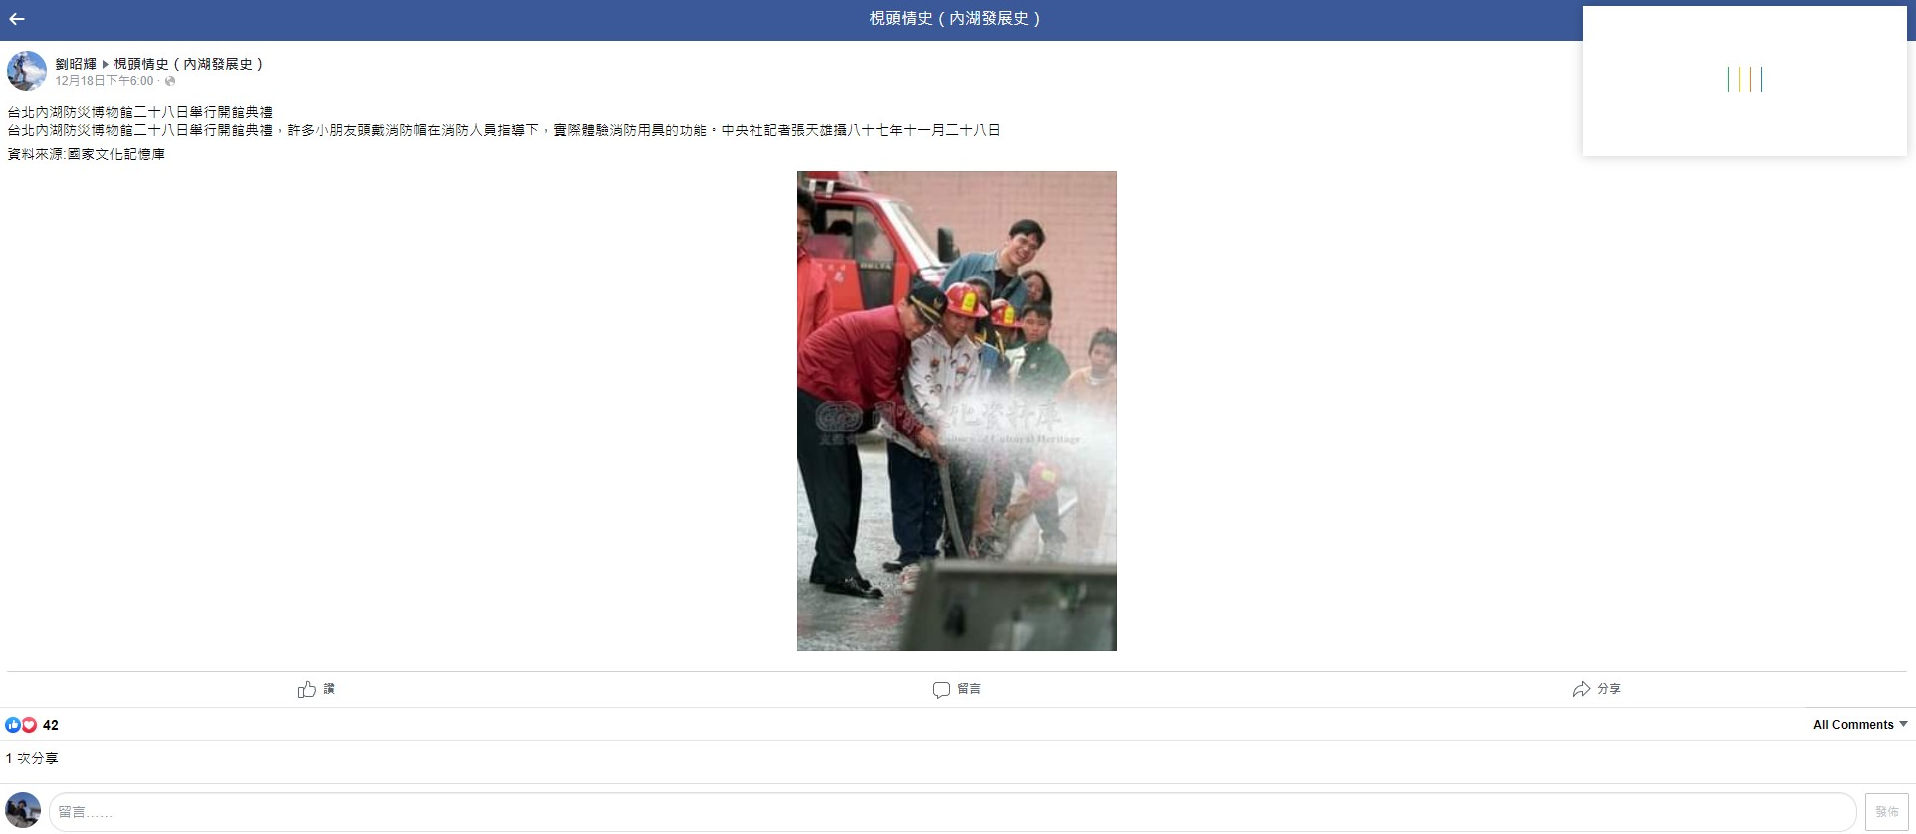 梘頭情史（內湖發展史）
劉昭輝 ▶ 梘頭情史（內湖發展史）
12月18日下午6:00 ·
台北內湖防災博物館二十八日舉行開館典禮
台北內湖防災博物館二十八日舉行開館典禮，許多小朋友頭戴消防帽在消防人員指導下，實際體驗消防用具的功能。中央社記者張天雄攝八十七年十一月二十八日
資料來源:國家文化記憶庫
DELTA
國家文化資料庫
of Cultural Heritage
讚
留言
分享
42
All Comments
1 次分享
留言……
發佈